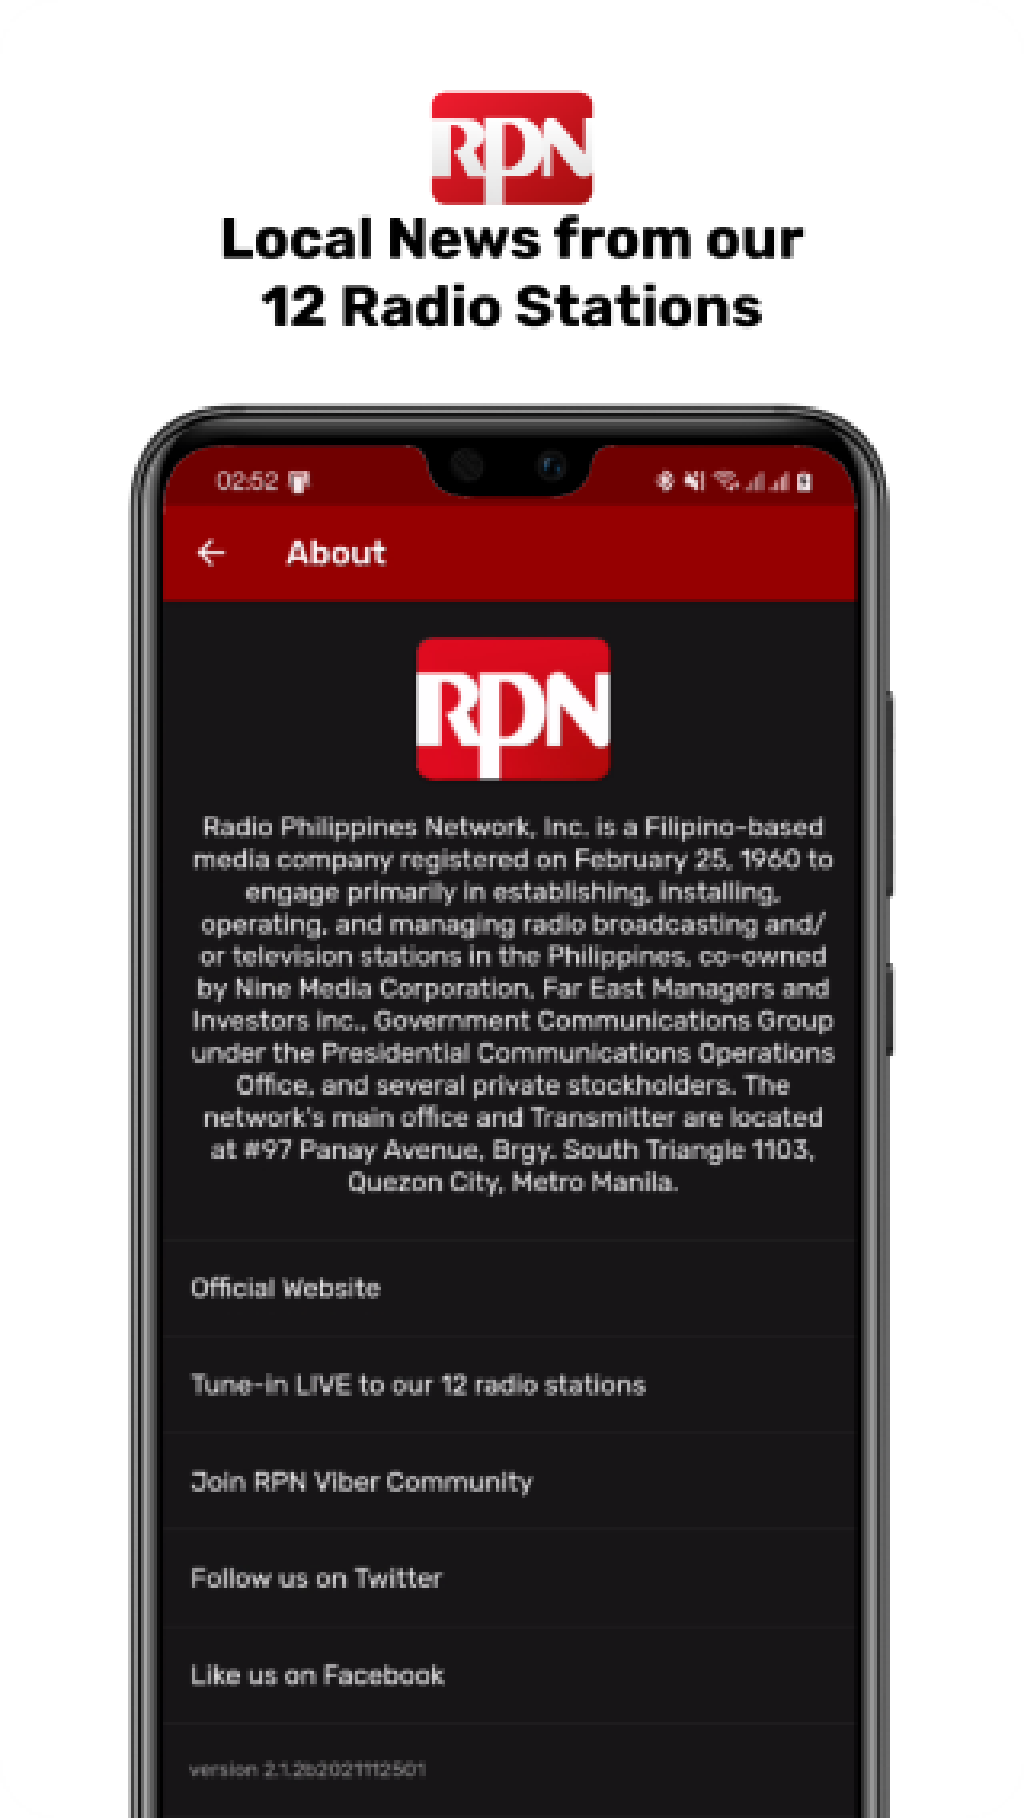 RPN
Local News from our
12 Radio Stations
02:52
About
RPN
Radio Philippines Network, Inc. is a Filipino-based
media company registered on February 25, 1960 to
engage primarily in establishing, installing,
operating, and managing radio broadcasting and/
or television stations in the Philippines, co-owned
by Nine Media Corporation, Far East Managers and
Investors Inc., Government Communications Group
under the Presidential Communications Operations
Office, and several private stockholders. The
network's main office and Transmitter are located
at #97 Panay Avenue, Brgy. South Triangle 1103,
Quezon City, Metro Manila.
Official Website
Tune-in LIVE to our 12 radio stations
Join RPN Viber Community
Follow us on Twitter
Like us on Facebook
version 2.1.2b2021112501